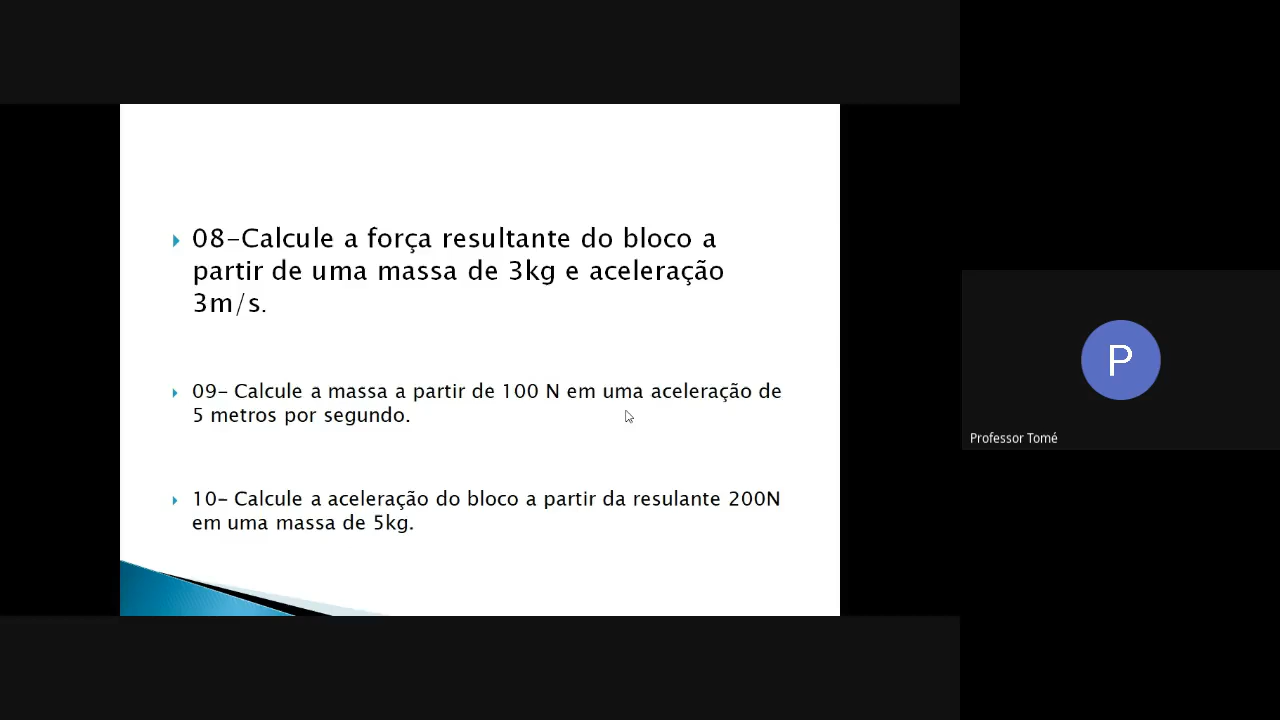 08-Calcule a força resultante do bloco a
partir de uma massa de 3kg e aceleração
3m/s.
09- Calcule a massa a partir de 100 N em uma aceleração de
5 metros por segundo.
10- Calcule a aceleração do bloco a partir da resulante 200N
em uma massa de 5kg.
P
Professor Tomé